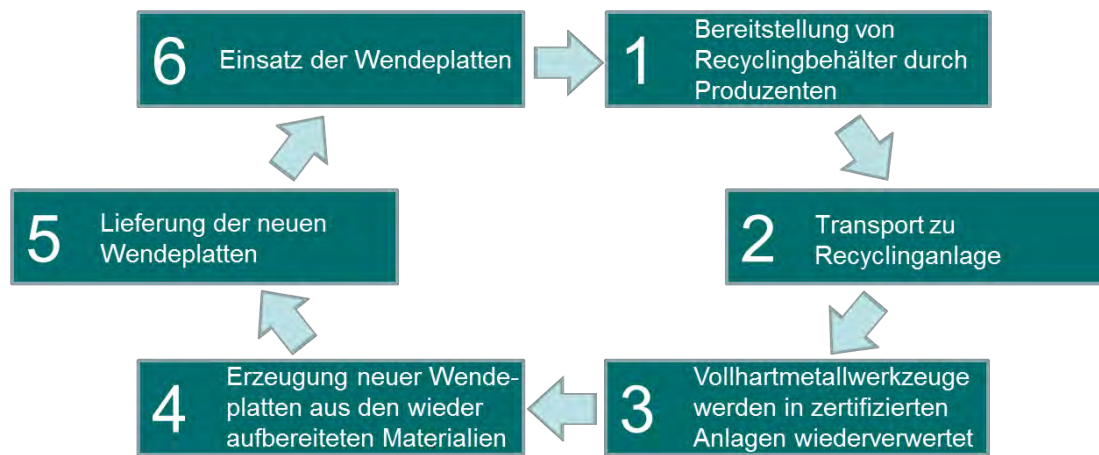 6 Einsatz der Wendeplatten
1 Bereitstellung von
Recyclingbehälter durch
Produzenten
5 Lieferung der neuen
Wendeplatten
2 Transport zu
Recyclinganlage
4 Erzeugung neuer Wende-
platten aus den wieder
aufbereiteten Materialien
3 Vollhartmetallwerkzeuge
werden in zertifizierten
Anlagen wiederverwertet